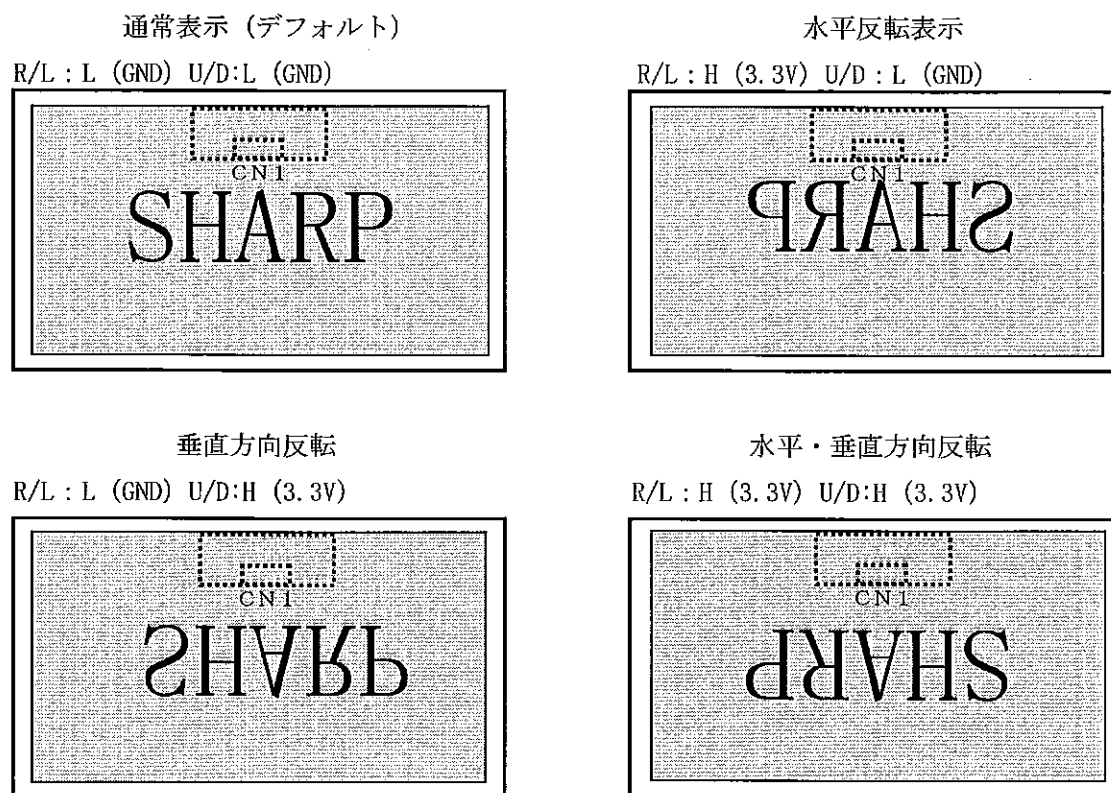 通常表示 (デフォルト)
R/L : L (GND) U/D:L (GND)
CN1
SHARP
水平反転表示
R/L : H (3.3V) U/D : L (GND)
CN1
SHARP
垂直方向反転
R/L : L (GND) U/D:H (3.3V)
CN1
SHARP
水平・垂直方向反転
R/L : H (3.3V) U/D:H (3.3V)
CN1
SHARP